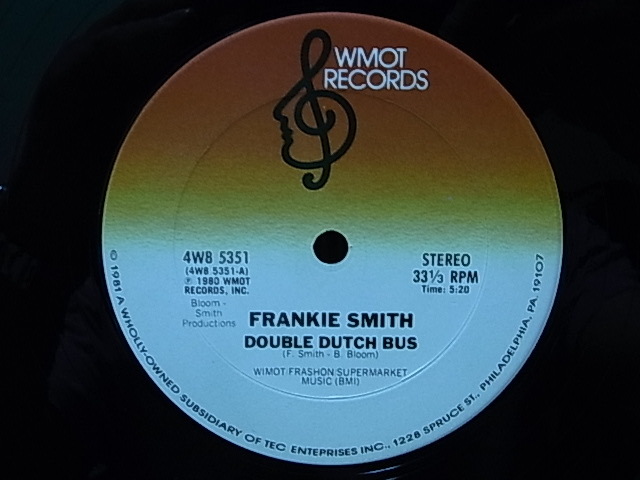 WMOT
RECORDS
4W8 5351
(4W8 5351-A)
℗ 1980 WMOT
RECORDS, INC.
Bloom -
Smith
Productions
STEREO
33⅓ RPM
Time: 5:20
FRANKIE SMITH
DOUBLE DUTCH BUS
(F. Smith - B. Bloom)
WIMOT/FRASHON/SUPERMARKET
MUSIC (BMI)
© 1981 A WHOLLY-OWNED SUBSIDIARY OF TEC ENTEPRISES INC., 1228 SPRUCE ST., PHILADELPHIA, PA. 19107